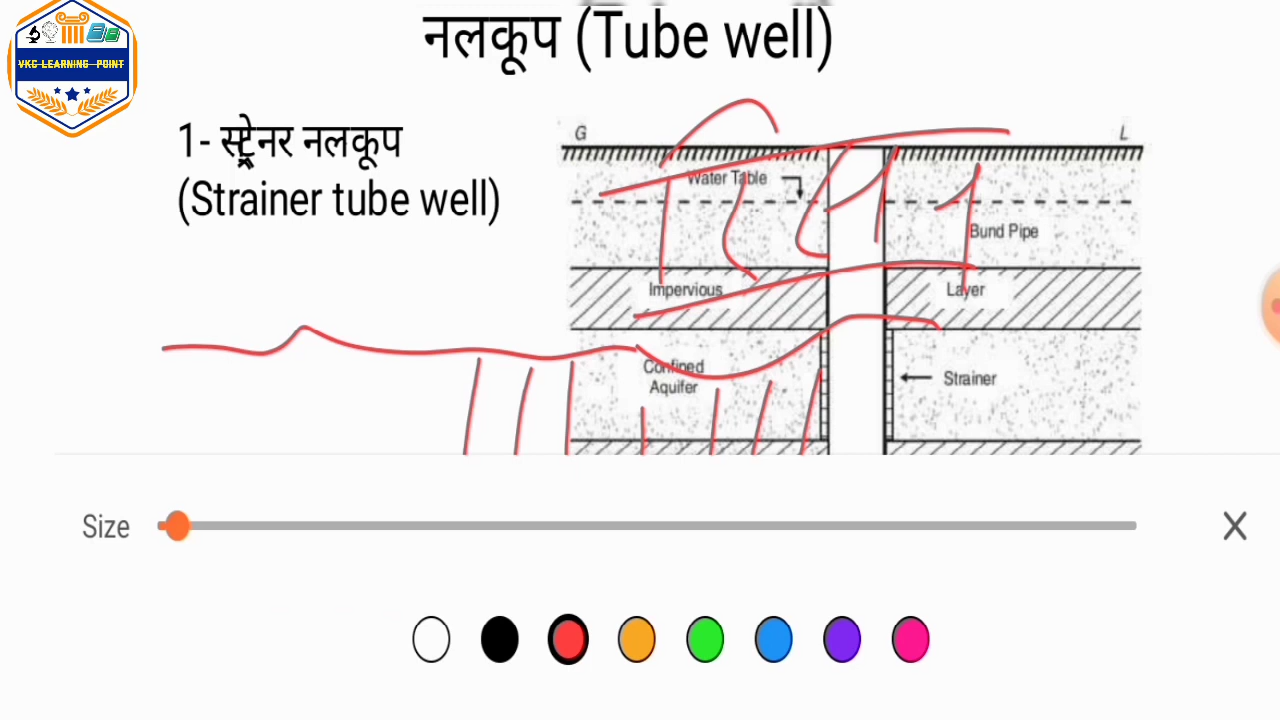 नलकूप (Tube well)
VKG LEARNING POINT
1- स्ट्रेनर नलकूप
(Strainer tube well)
G L
Water Table
Bund Pipe
Impervious Layer
Confined
Aquifer
Strainer
Size
X